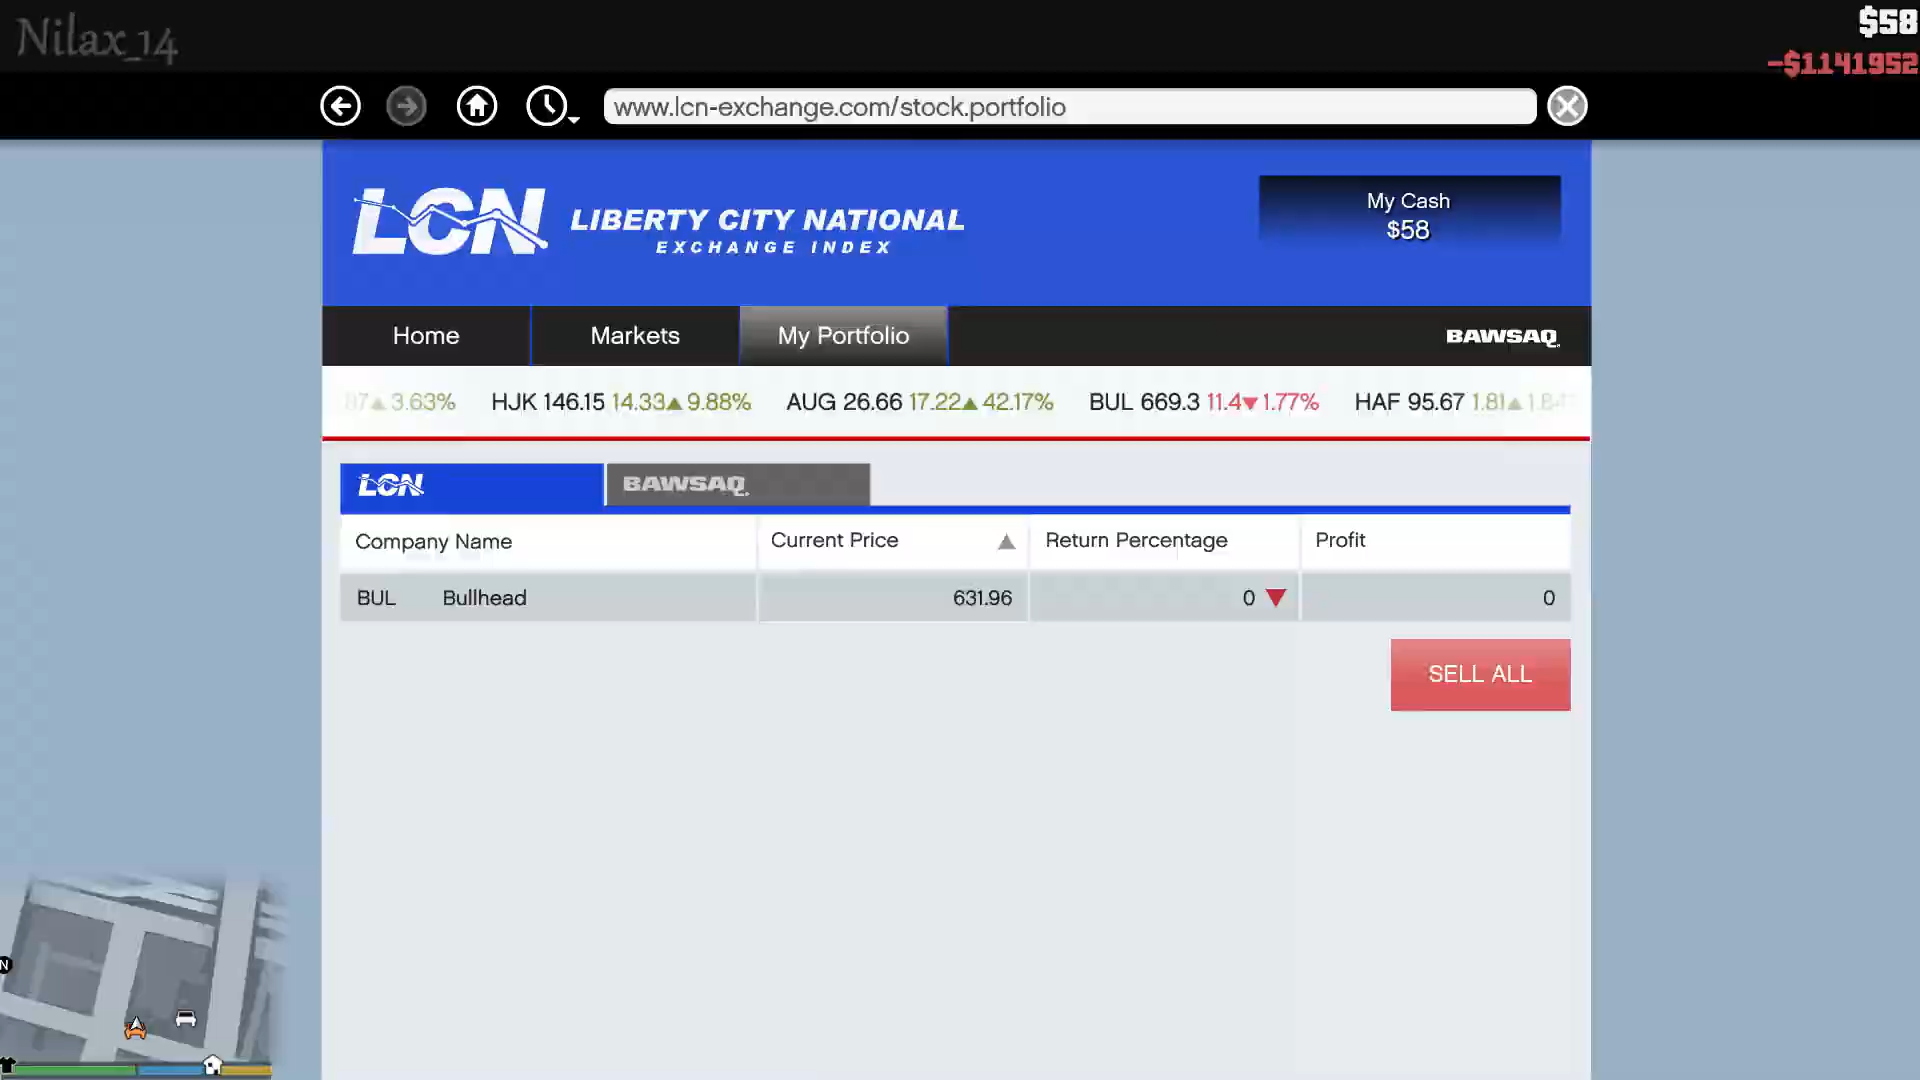 Nilax_14
$58
-$1141952
www.lcn-exchange.com/stock.portfolio
LCN LIBERTY CITY NATIONAL
EXCHANGE INDEX
My Cash
$58
Home Markets My Portfolio BAWSAQ
87▲3.63% HJK 146.15 14.33▲9.88% AUG 26.66 17.22▲42.17% BUL 669.3 11.4▼1.77% HAF 95.67 1.81▲
LCN BAWSAQ
Company Name Current Price ▲ Return Percentage Profit
BUL Bullhead 631.96 0 ▼ 0
SELL ALL
N